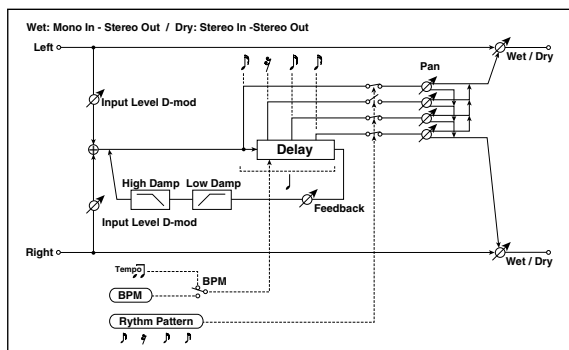 Wet: Mono In - Stereo Out / Dry: Stereo In -Stereo Out
Left
Wet / Dry
Pan
Input Level D-mod
Delay
High Damp
Low Damp
Feedback
Input Level D-mod
Right
Wet / Dry
Tempo
BPM
BPM
Rythm Pattern